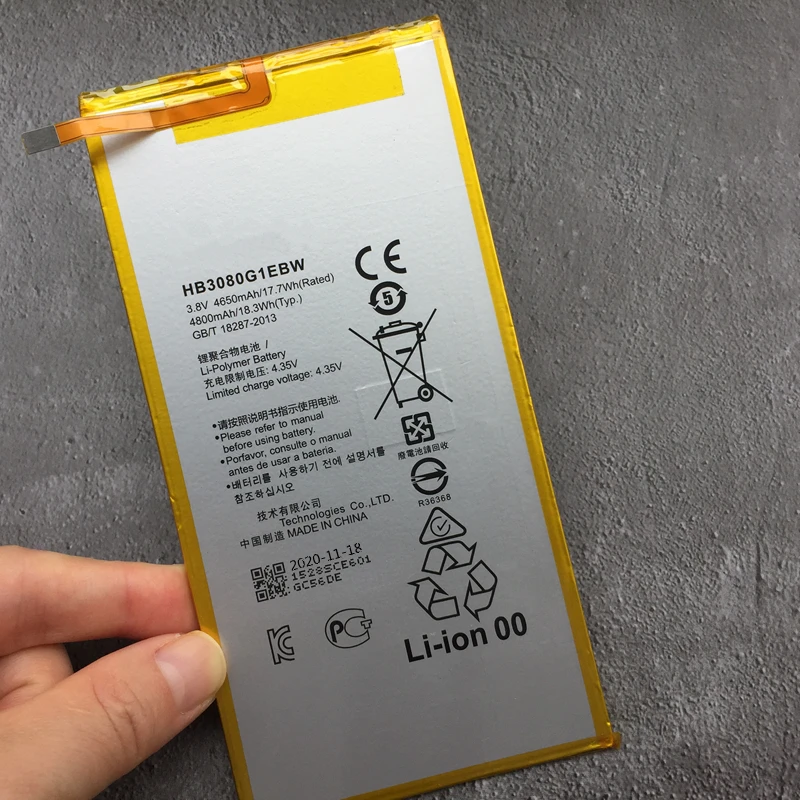 HB3080G1EBW
3.8V 4650mAh/17.7Wh(Rated)
4800mAh/18.3Wh(Typ.)
GB/T 18287-2013
锂聚合物电池 /
Li-Polymer Battery
充电限制电压: 4.35V
Limited charge voltage: 4.35V
•请按照说明书指示使用电池.
•Please refer to manual
before using battery.
•Porfavor, consulte o manual
antes de usar a bateria.
•배터리를 사용하기 전에 설명서를
참조하십시오
技术有限公司
Technologies Co.,LTD.
中国制造 MADE IN CHINA
2020-11-18
1528SCE601
GC56DE
CE
5
廢電池請回收
R36368
Li-ion 00